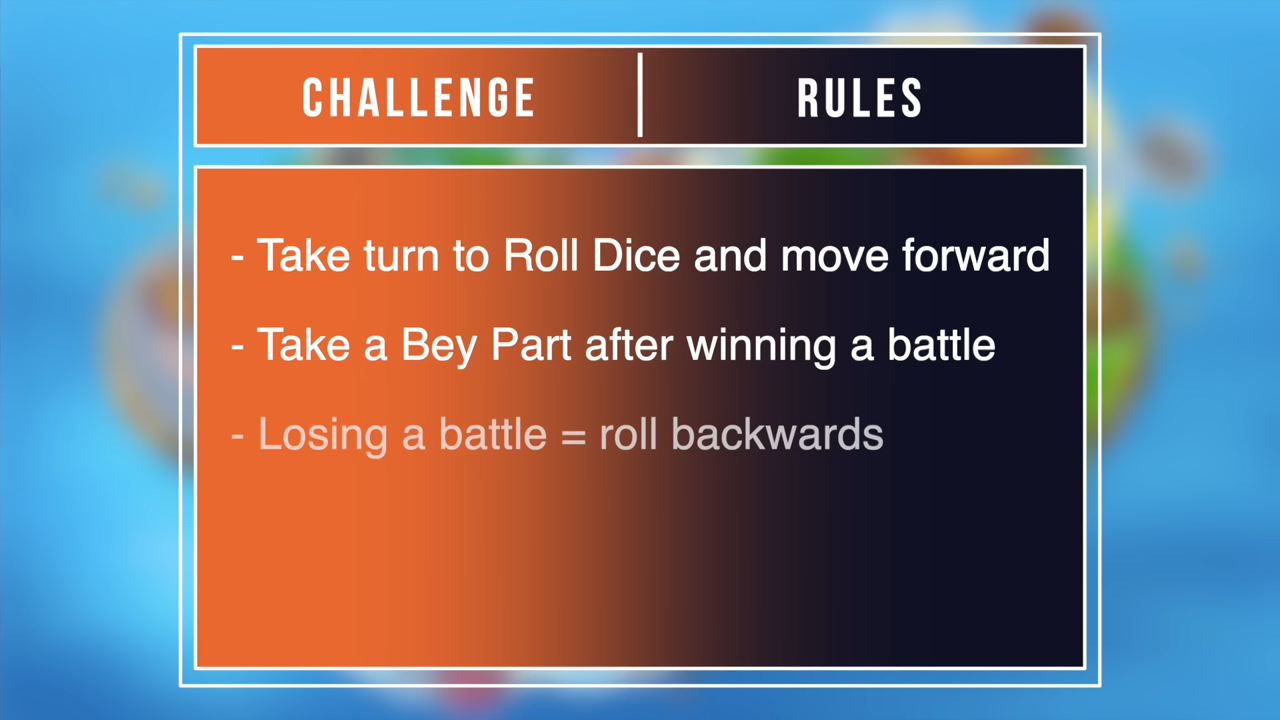 CHALLENGE | RULES
- Take turn to Roll Dice and move forward
- Take a Bey Part after winning a battle
- Losing a battle = roll backwards